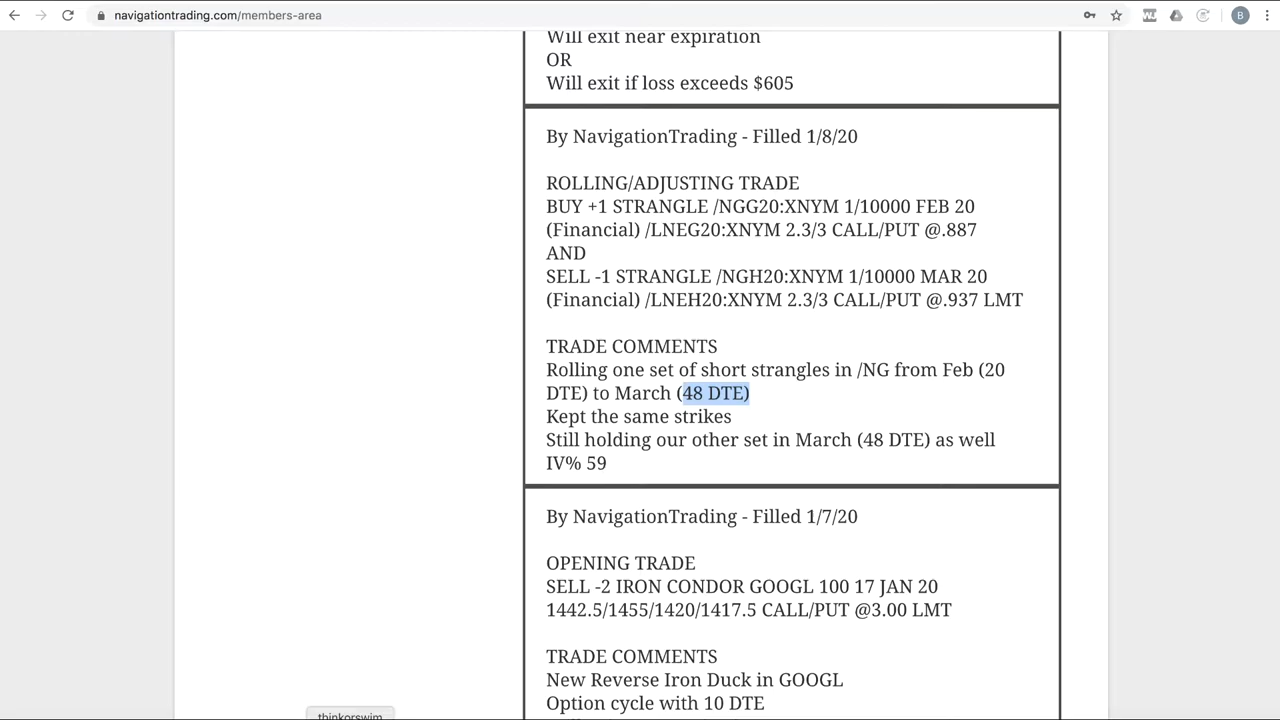 navigationtrading.com/members-area
B
Will exit near expiration
OR
Will exit if loss exceeds $605
By NavigationTrading - Filled 1/8/20
ROLLING/ADJUSTING TRADE
BUY +1 STRANGLE /NGG20:XNYM 1/10000 FEB 20
(Financial) /LNEG20:XNYM 2.3/3 CALL/PUT @.887
AND
SELL -1 STRANGLE /NGH20:XNYM 1/10000 MAR 20
(Financial) /LNEH20:XNYM 2.3/3 CALL/PUT @.937 LMT
TRADE COMMENTS
Rolling one set of short strangles in /NG from Feb (20
DTE) to March (48 DTE)
Kept the same strikes
Still holding our other set in March (48 DTE) as well
IV% 59
By NavigationTrading - Filled 1/7/20
OPENING TRADE
SELL -2 IRON CONDOR GOOGL 100 17 JAN 20
1442.5/1455/1420/1417.5 CALL/PUT @3.00 LMT
TRADE COMMENTS
New Reverse Iron Duck in GOOGL
Option cycle with 10 DTE
thinkorswim